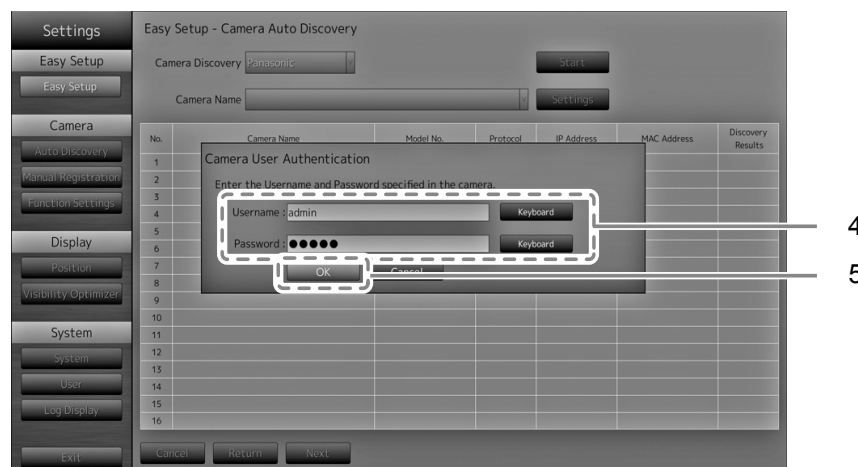 Settings
Easy Setup
Easy Setup
Camera
Auto Discovery
Manual Registration
Function Settings
Display
Position
Visibility Optimizer
System
System
User
Log Display
Exit
Easy Setup - Camera Auto Discovery
Camera Discovery Panasonic Start
Camera Name Settings
No. Camera Name Model No. Protocol IP Address MAC Address Discovery Results
1
2
3
4
5
6
7
8
9
10
11
12
13
14
15
16
Camera User Authentication
Enter the Username and Password specified in the camera.
Username : admin Keyboard
Password : ●●●●● Keyboard
OK Cancel
4
5
Cancel Return Next